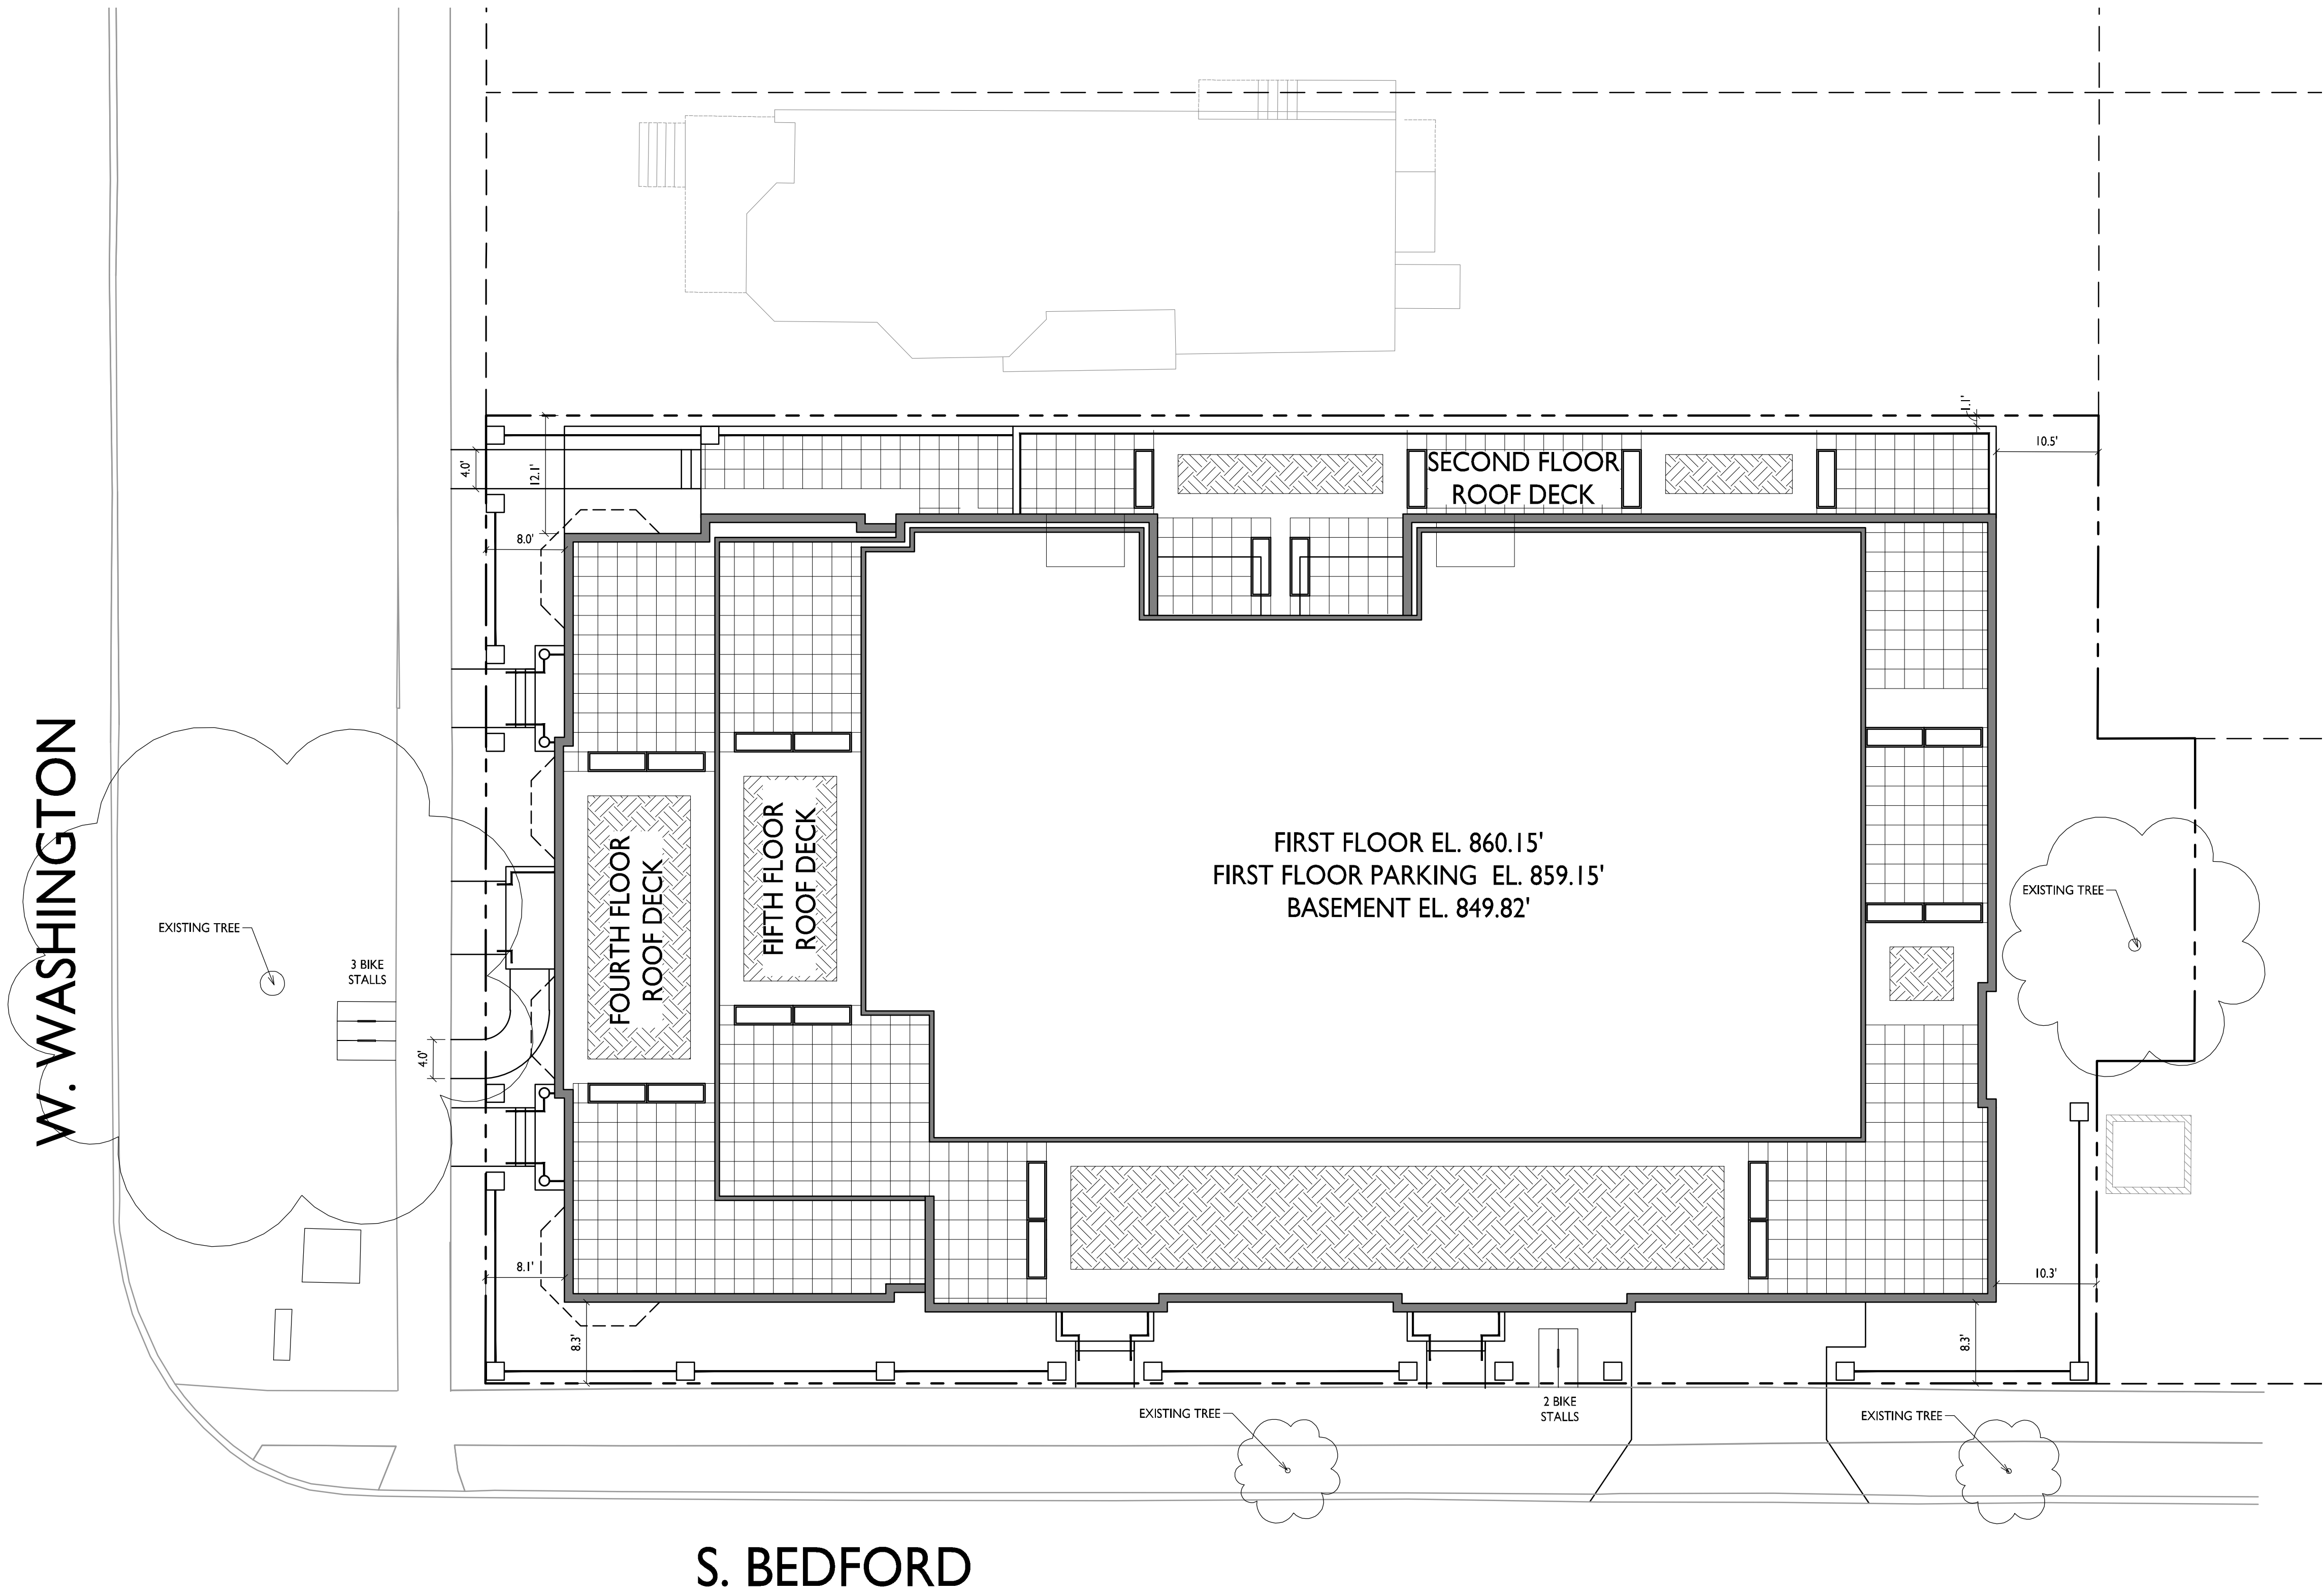 1.1'
10.5'
4.0'
12.1'
SECOND FLOOR
ROOF DECK
8.0'
W. WASHINGTON
FIRST FLOOR EL. 860.15'
FIRST FLOOR PARKING EL. 859.15'
BASEMENT EL. 849.82'
FOURTH FLOOR
ROOF DECK
FIFTH FLOOR
ROOF DECK
EXISTING TREE
EXISTING TREE
3 BIKE
STALLS
4.0'
8.1'
10.3'
8.3'
8.3'
2 BIKE
STALLS
EXISTING TREE
EXISTING TREE
S. BEDFORD